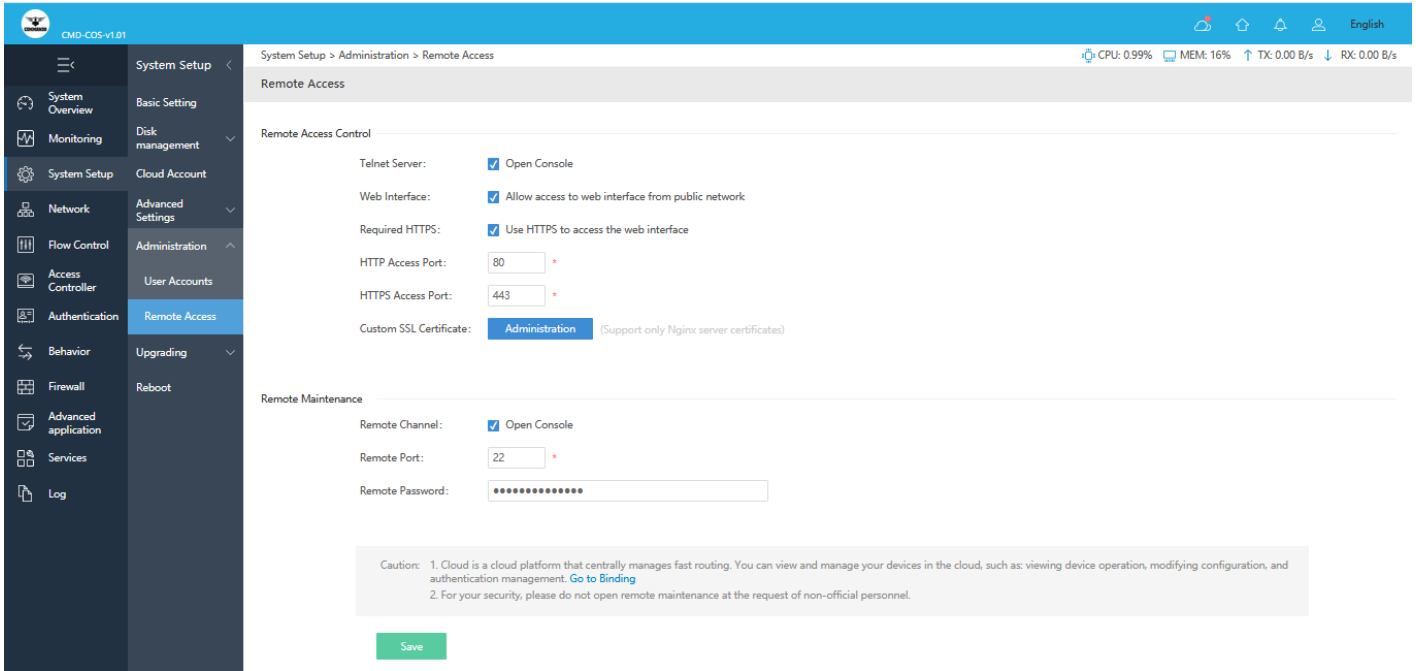 COMMANDO
CMD-COS-v1.01
English
System Setup
System Setup > Administration > Remote Access
CPU: 0.99%
MEM: 16%
TX: 0.00 B/s
RX: 0.00 B/s
Remote Access
System
Overview
Monitoring
System Setup
Network
Flow Control
Access
Controller
Authentication
Behavior
Firewall
Advanced
application
Services
Log
Basic Setting
Disk
management
Cloud Account
Advanced
Settings
Administration
User Accounts
Remote Access
Upgrading
Reboot
Remote Access Control
Telnet Server: Open Console
Web Interface: Allow access to web interface from public network
Required HTTPS: Use HTTPS to access the web interface
HTTP Access Port: 80 *
HTTPS Access Port: 443 *
Custom SSL Certificate: Administration (Support only Nginx server certificates)
Remote Maintenance
Remote Channel: Open Console
Remote Port: 22 *
Remote Password: ••••••••••••••
Caution: 1. Cloud is a cloud platform that centrally manages fast routing. You can view and manage your devices in the cloud, such as: viewing device operation, modifying configuration, and
authentication management. Go to Binding
2. For your security, please do not open remote maintenance at the request of non-official personnel.
Save